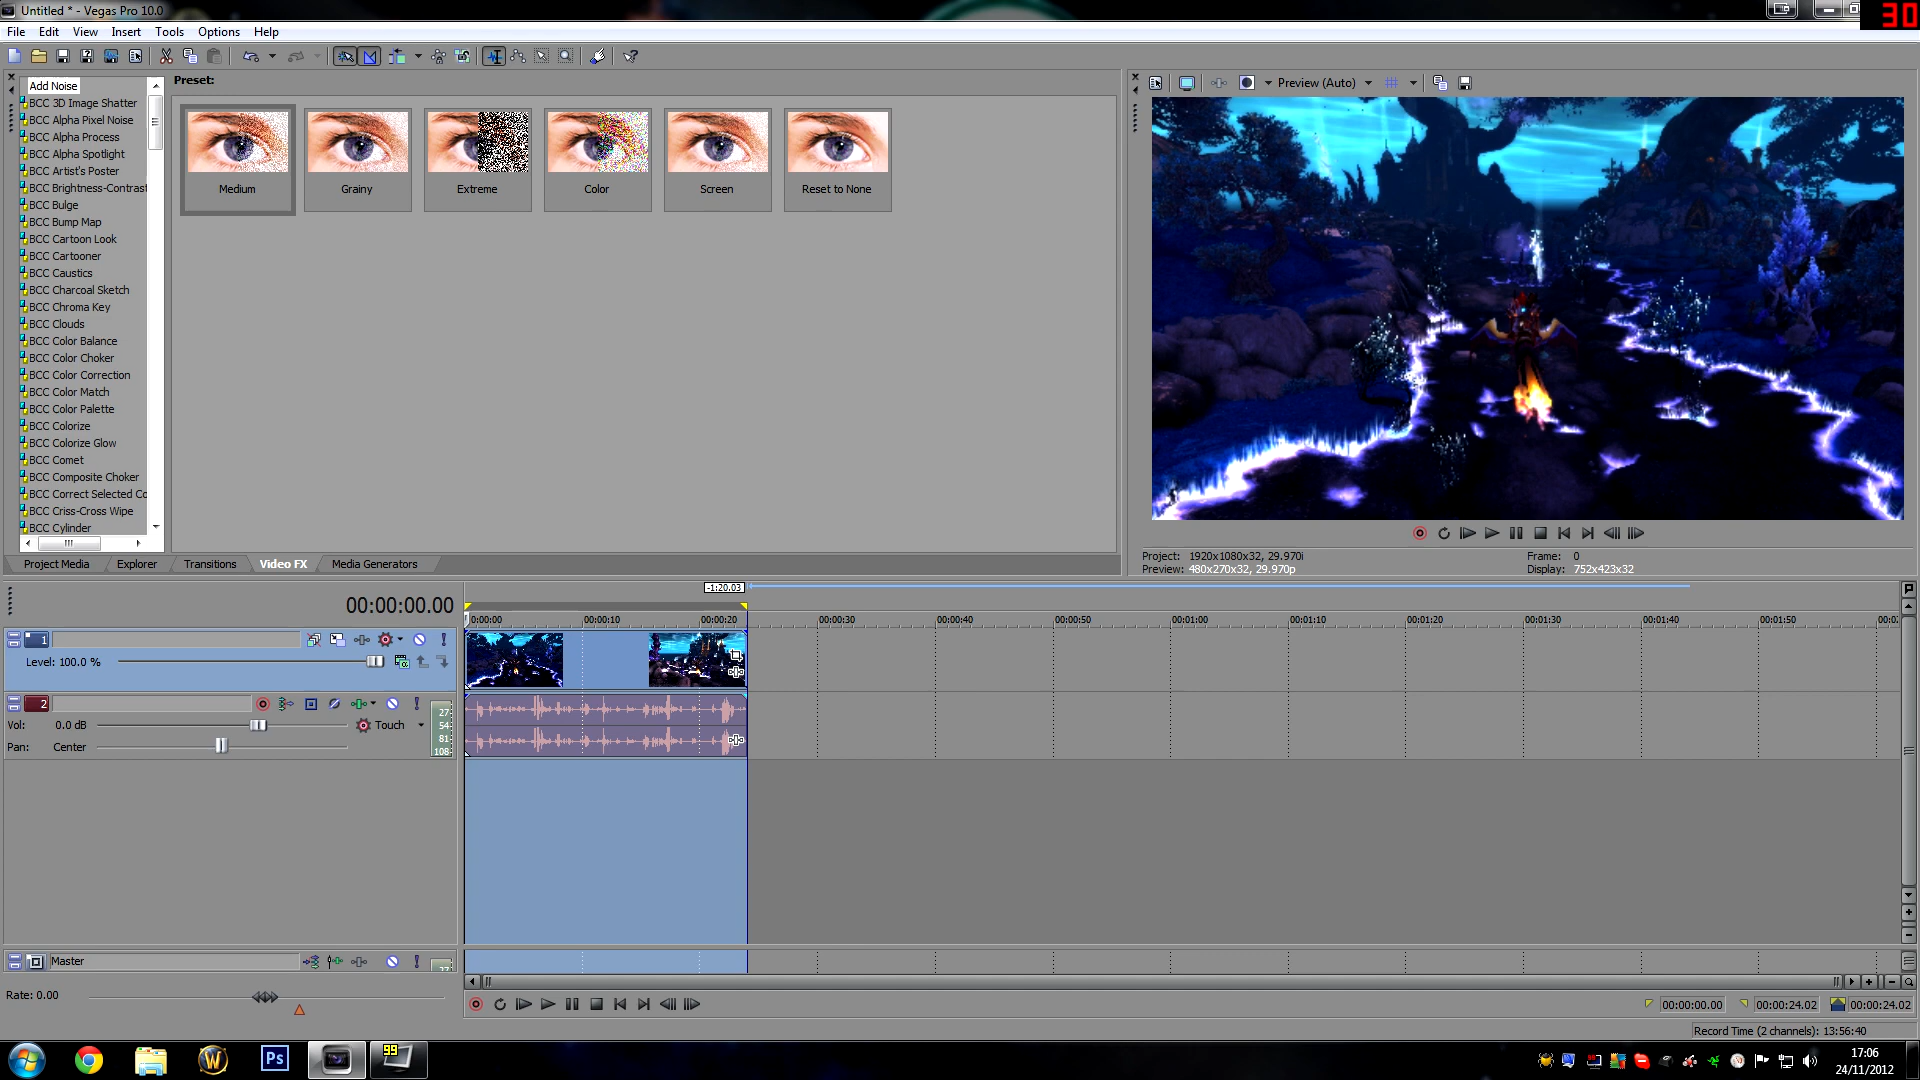 Untitled * - Vegas Pro 10.0
30
File Edit View Insert Tools Options Help
Add Noise
BCC 3D Image Shatter
BCC Alpha Pixel Noise
BCC Alpha Process
BCC Alpha Spotlight
BCC Artist's Poster
BCC Brightness-Contrast
BCC Bulge
BCC Bump Map
BCC Cartoon Look
BCC Cartooner
BCC Caustics
BCC Charcoal Sketch
BCC Chroma Key
BCC Clouds
BCC Color Balance
BCC Color Choker
BCC Color Correction
BCC Color Match
BCC Color Palette
BCC Colorize
BCC Colorize Glow
BCC Comet
BCC Composite Choker
BCC Correct Selected Co
BCC Criss-Cross Wipe
BCC Cylinder
Preset:
Medium Grainy Extreme Color Screen Reset to None
Preview (Auto)
Project: 1920x1080x32, 29.970i Frame: 0
Preview: 480x270x32, 29.970p Display: 752x423x32
Project Media Explorer Transitions Video FX Media Generators
-1:20.03
00:00:00.00
0:00:00 00:00:10 00:00:20 00:00:30 00:00:40 00:00:50 00:01:00 00:01:10 00:01:20 00:01:30 00:01:40 00:01:50
1
Level: 100.0 %
2
Vol: 0.0 dB Touch
Pan: Center
27
54
81
108
Master
27
Rate: 0.00
00:00:00.00 00:00:24.02 00:00:24.02
Record Time (2 channels): 13:56:40
Ps
99
17:06
24/11/2012